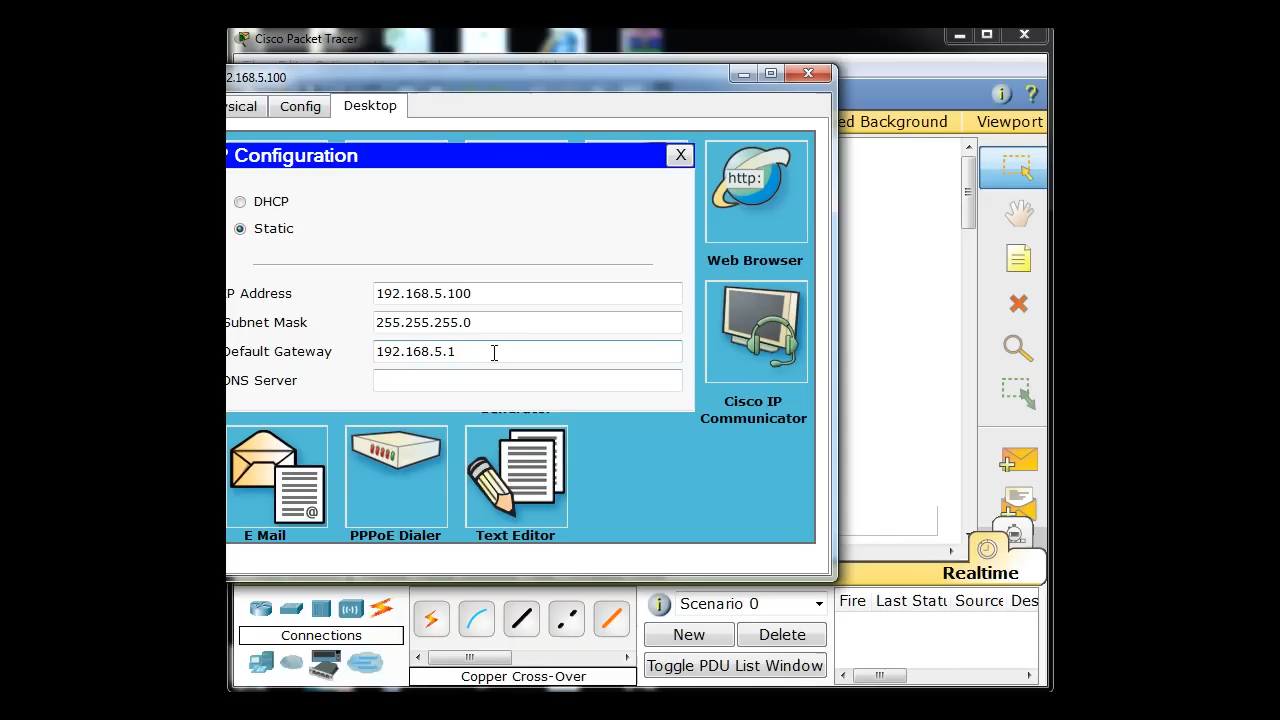 Cisco Packet Tracer
2.168.5.100
sical
Config
Desktop
ed Background
Viewport
P Configuration
X
DHCP
Static
P Address
192.168.5.100
Subnet Mask
255.255.255.0
Default Gateway
192.168.5.1
DNS Server
http:
Web Browser
Cisco IP
Communicator
E Mail
PPPoE Dialer
Text Editor
Realtime
Connections
Copper Cross-Over
Scenario 0
New
Delete
Toggle PDU List Window
Fire
Last Statu
Source
Des